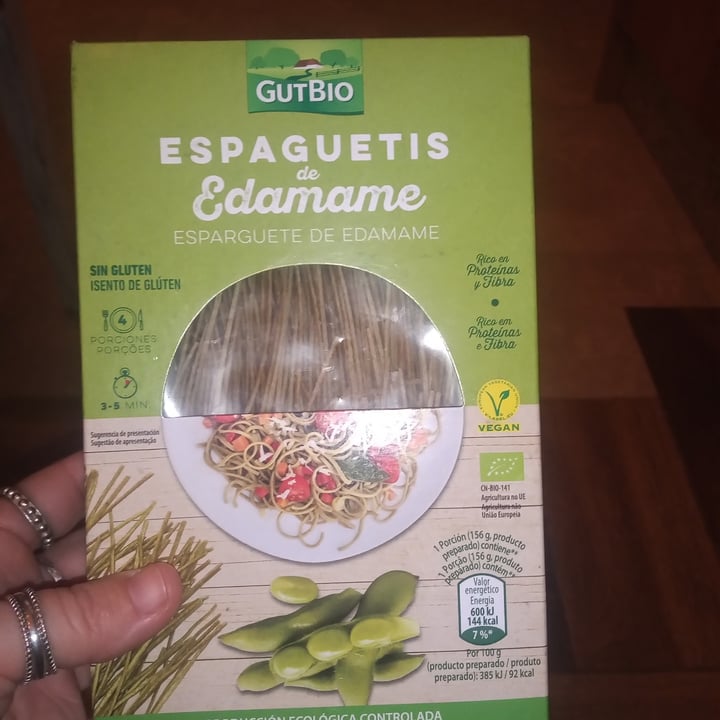 GUTBIO
ESPAGUETIS
de
Edamame
ESPARGUETE DE EDAMAME
SIN GLUTEN
ISENTO DE GLÚTEN
4
PORCIONES
PORÇÕES
3-5 MIN.
Rico en
Proteínas
y Fibra
Rico em
Proteínas
e Fibra
Sugerencia de presentación
Sugestão de apresentação
V-LABEL.EU
VEGAN
CN-BIO-141
Agricultura no UE
Agricultura não
União Europeia
1 Porción (156 g, producto
preparado) contiene**
1 Porção (156 g, produto
preparado) contém**
Valor
energético
Energia
600 kJ
144 kcal
7 %*
Por 100 g
(producto preparado / produto
preparado): 385 kJ / 92 kcal
PRODUCCIÓN ECOLÓGICA CONTROLADA